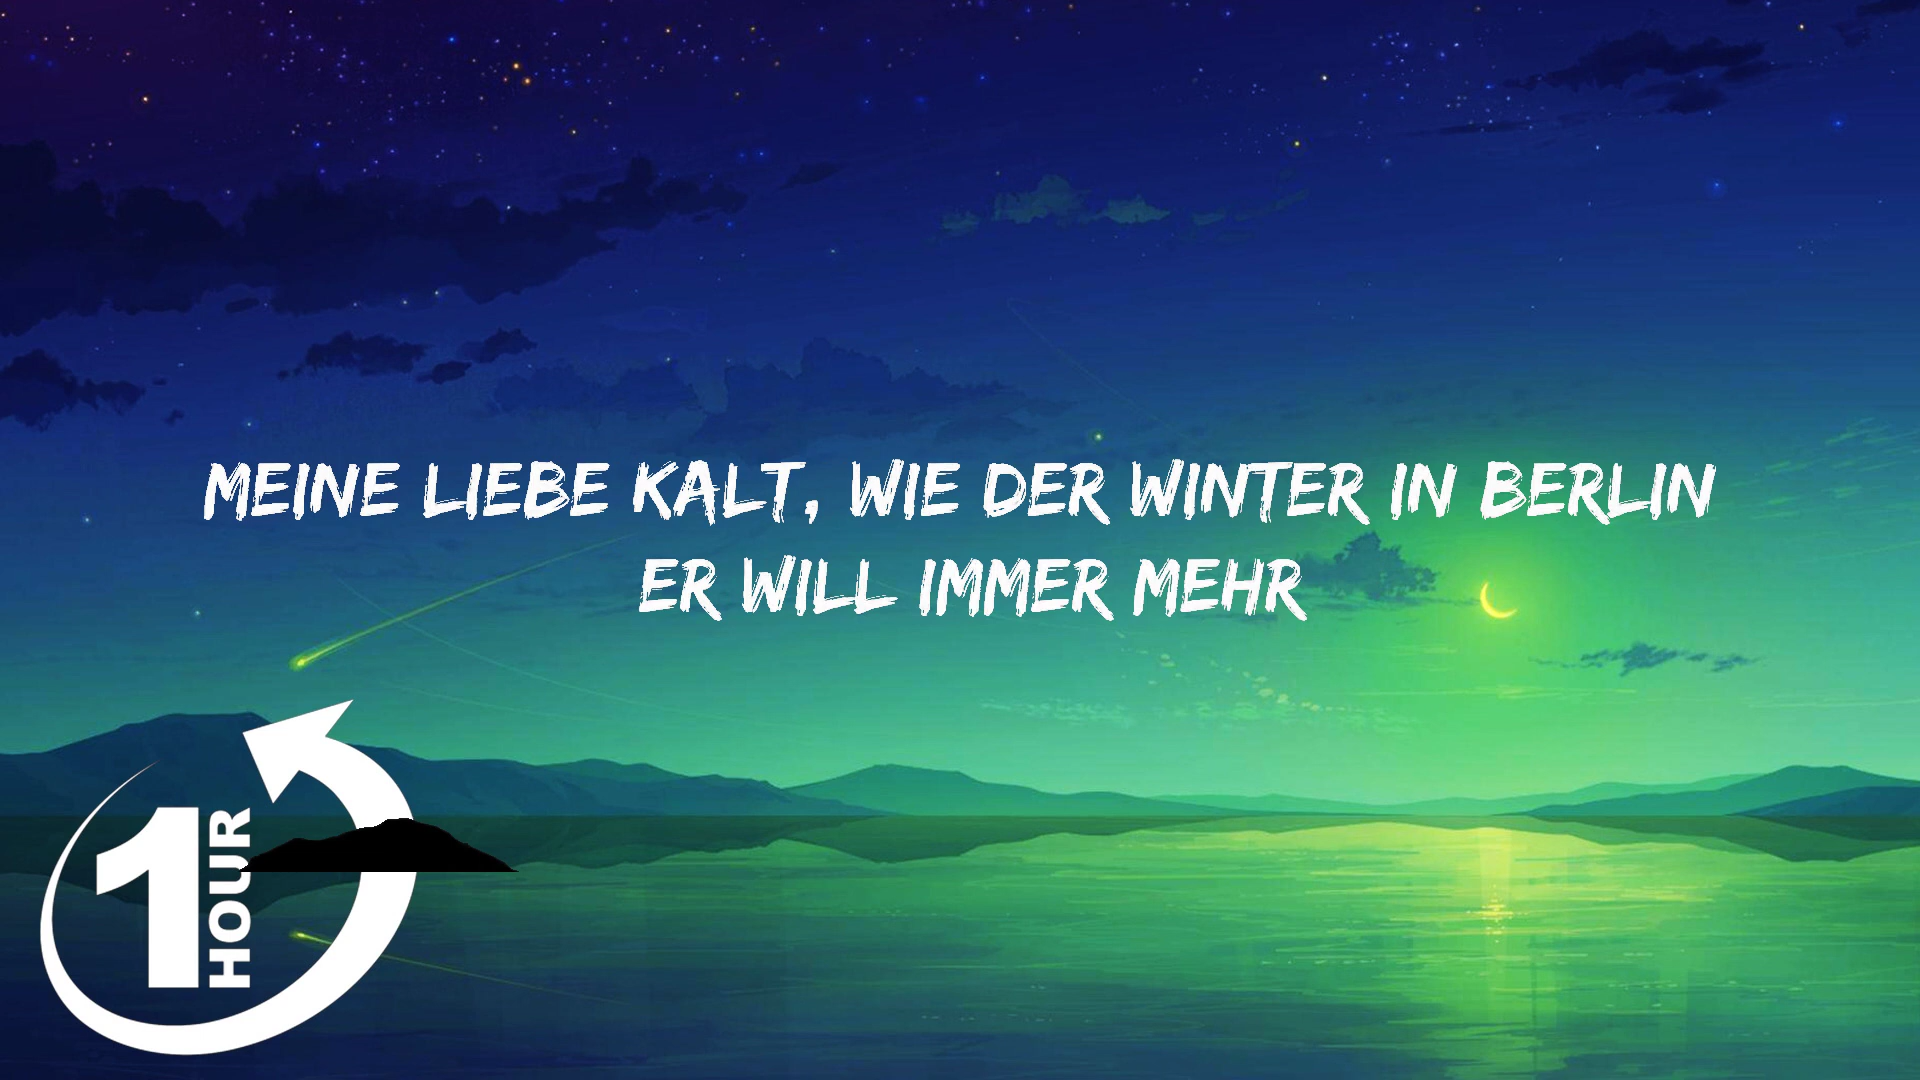 MEINE LIEBE KALT, WIE DER WINTER IN BERLIN
ER WILL IMMER MEHR
1
HOUR